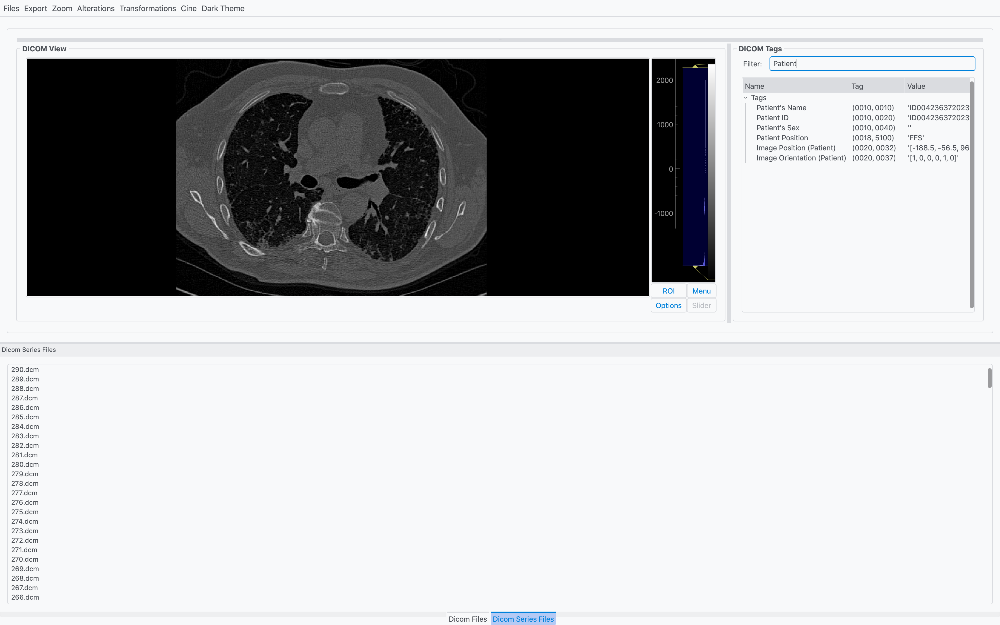 Files Export Zoom Alterations Transformations Cine Dark Theme
DICOM View
2000
1000
0
-1000
ROI Menu
Options Slider
DICOM Tags
Filter: Patient
Name Tag Value
Tags
Patient's Name (0010, 0010) 'ID004236372023
Patient ID (0010, 0020) 'ID004236372023
Patient's Sex (0010, 0040) ''
Patient Position (0018, 5100) 'FFS'
Image Position (Patient) (0020, 0032) '[-188.5, -56.5, 96
Image Orientation (Patient) (0020, 0037) '[1, 0, 0, 0, 1, 0]'
Dicom Series Files
290.dcm
289.dcm
288.dcm
287.dcm
286.dcm
285.dcm
284.dcm
283.dcm
282.dcm
281.dcm
280.dcm
279.dcm
278.dcm
277.dcm
276.dcm
275.dcm
274.dcm
273.dcm
272.dcm
271.dcm
270.dcm
269.dcm
268.dcm
267.dcm
266.dcm
Dicom Files Dicom Series Files